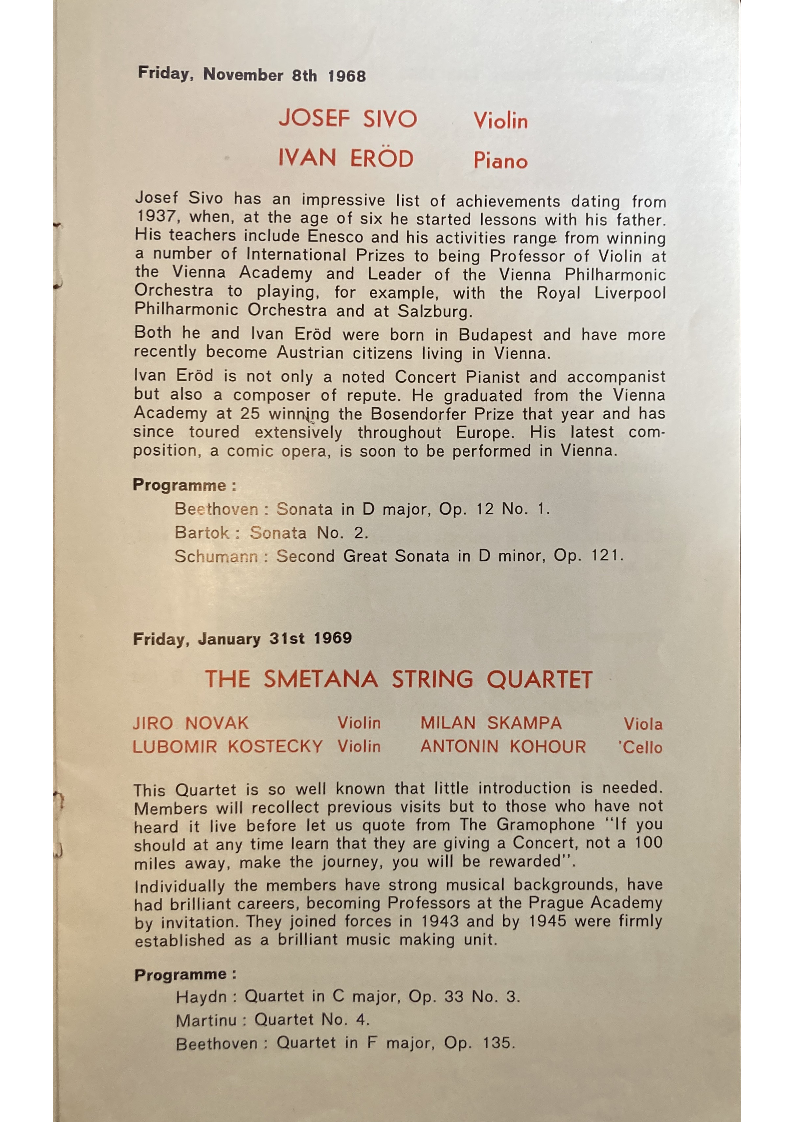 Friday, November 8th 1968
JOSEF SIVO Violin
IVAN ERÖD Piano
Josef Sivo has an impressive list of achievements dating from
1937, when, at the age of six he started lessons with his father.
His teachers include Enesco and his activities range from winning
a number of International Prizes to being Professor of Violin at
the Vienna Academy and Leader of the Vienna Philharmonic
Orchestra to playing, for example, with the Royal Liverpool
Philharmonic Orchestra and at Salzburg.
Both he and Ivan Eröd were born in Budapest and have more
recently become Austrian citizens living in Vienna.
Ivan Eröd is not only a noted Concert Pianist and accompanist
but also a composer of repute. He graduated from the Vienna
Academy at 25 winning the Bosendorfer Prize that year and has
since toured extensively throughout Europe. His latest com-
position, a comic opera, is soon to be performed in Vienna.
Programme :
Beethoven : Sonata in D major, Op. 12 No. 1.
Bartok : Sonata No. 2.
Schumann : Second Great Sonata in D minor, Op. 121.
Friday, January 31st 1969
THE SMETANA STRING QUARTET
JIRO NOVAK Violin MILAN SKAMPA Viola
LUBOMIR KOSTECKY Violin ANTONIN KOHOUR 'Cello
This Quartet is so well known that little introduction is needed.
Members will recollect previous visits but to those who have not
heard it live before let us quote from The Gramophone "If you
should at any time learn that they are giving a Concert, not a 100
miles away, make the journey, you will be rewarded".
Individually the members have strong musical backgrounds, have
had brilliant careers, becoming Professors at the Prague Academy
by invitation. They joined forces in 1943 and by 1945 were firmly
established as a brilliant music making unit.
Programme :
Haydn : Quartet in C major, Op. 33 No. 3.
Martinu : Quartet No. 4.
Beethoven : Quartet in F major, Op. 135.